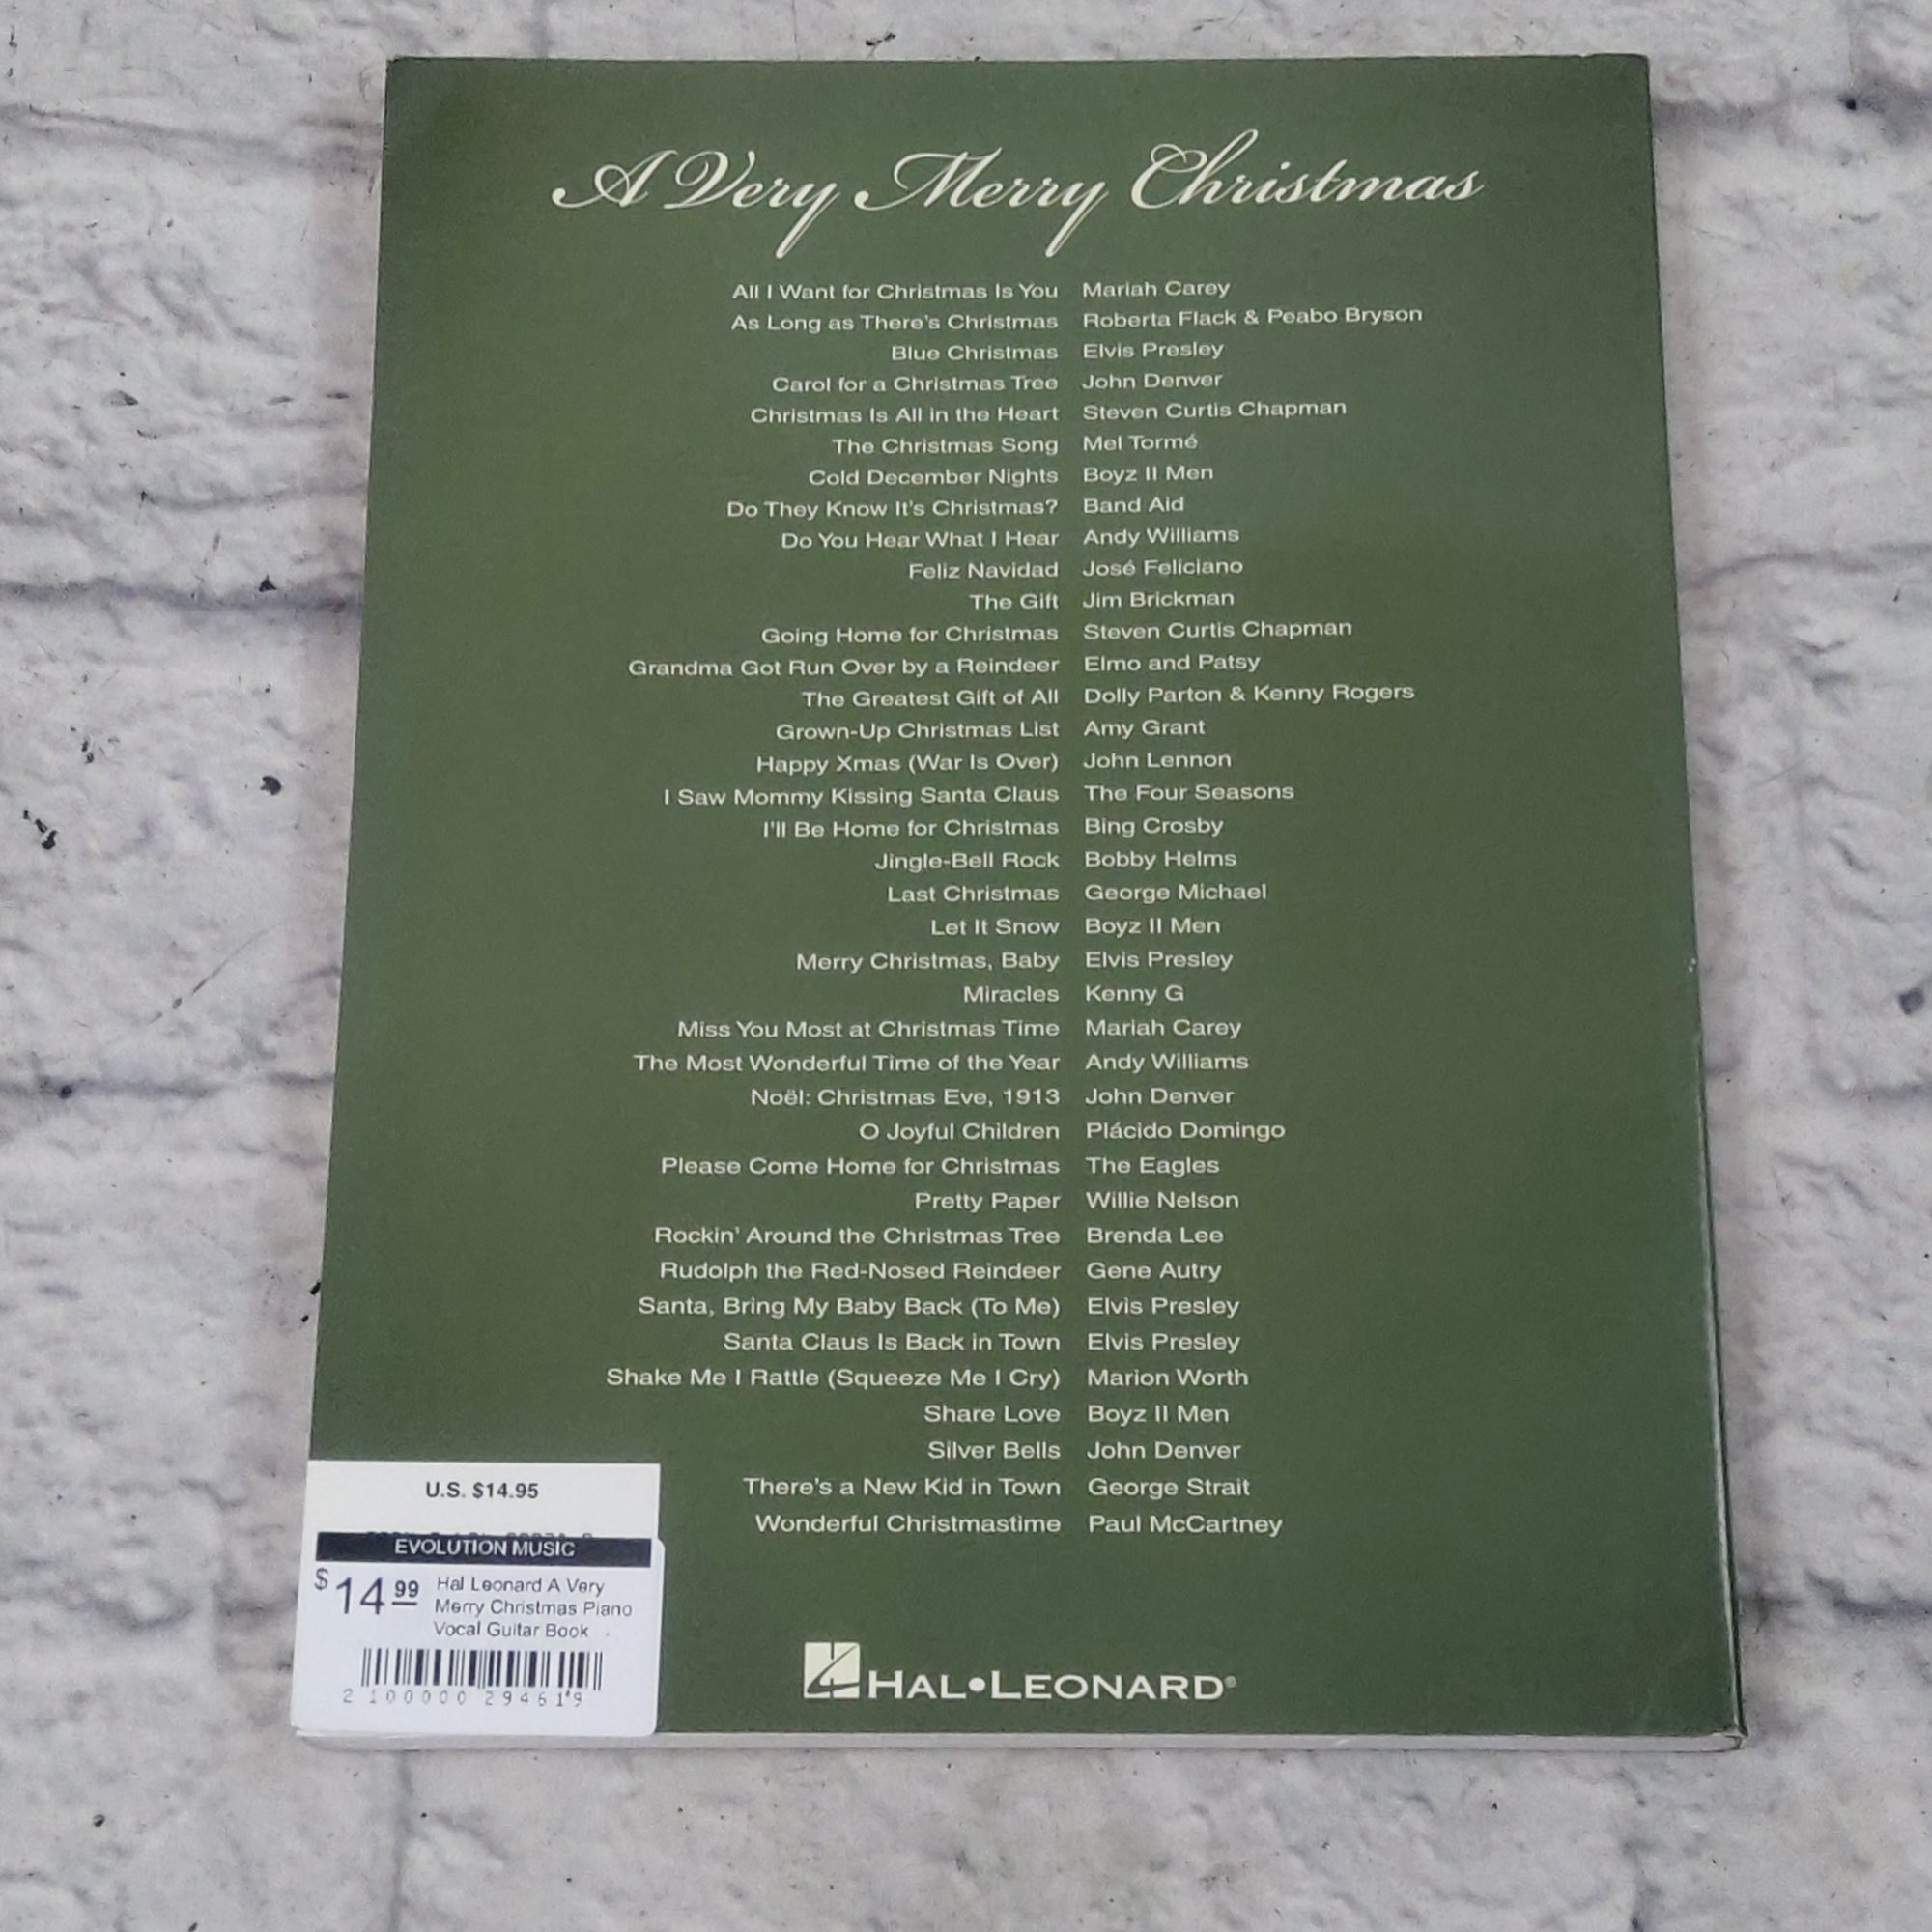 A Very Merry Christmas
All I Want for Christmas Is You Mariah Carey
As Long as There's Christmas Roberta Flack & Peabo Bryson
Blue Christmas Elvis Presley
Carol for a Christmas Tree John Denver
Christmas Is All in the Heart Steven Curtis Chapman
The Christmas Song Mel Tormé
Cold December Nights Boyz II Men
Do They Know It's Christmas? Band Aid
Do You Hear What I Hear Andy Williams
Feliz Navidad José Feliciano
The Gift Jim Brickman
Going Home for Christmas Steven Curtis Chapman
Grandma Got Run Over by a Reindeer Elmo and Patsy
The Greatest Gift of All Dolly Parton & Kenny Rogers
Grown-Up Christmas List Amy Grant
Happy Xmas (War Is Over) John Lennon
I Saw Mommy Kissing Santa Claus The Four Seasons
I'll Be Home for Christmas Bing Crosby
Jingle-Bell Rock Bobby Helms
Last Christmas George Michael
Let It Snow Boyz II Men
Merry Christmas, Baby Elvis Presley
Miracles Kenny G
Miss You Most at Christmas Time Mariah Carey
The Most Wonderful Time of the Year Andy Williams
Noël: Christmas Eve, 1913 John Denver
O Joyful Children Plácido Domingo
Please Come Home for Christmas The Eagles
Pretty Paper Willie Nelson
Rockin' Around the Christmas Tree Brenda Lee
Rudolph the Red-Nosed Reindeer Gene Autry
Santa, Bring My Baby Back (To Me) Elvis Presley
Santa Claus Is Back in Town Elvis Presley
Shake Me I Rattle (Squeeze Me I Cry) Marion Worth
Share Love Boyz II Men
Silver Bells John Denver
There's a New Kid in Town George Strait
Wonderful Christmastime Paul McCartney
U.S. $14.95
EVOLUTION MUSIC
$14.99 Hal Leonard A Very
Merry Christmas Piano
Vocal Guitar Book
2 100000 294619
HAL•LEONARD®